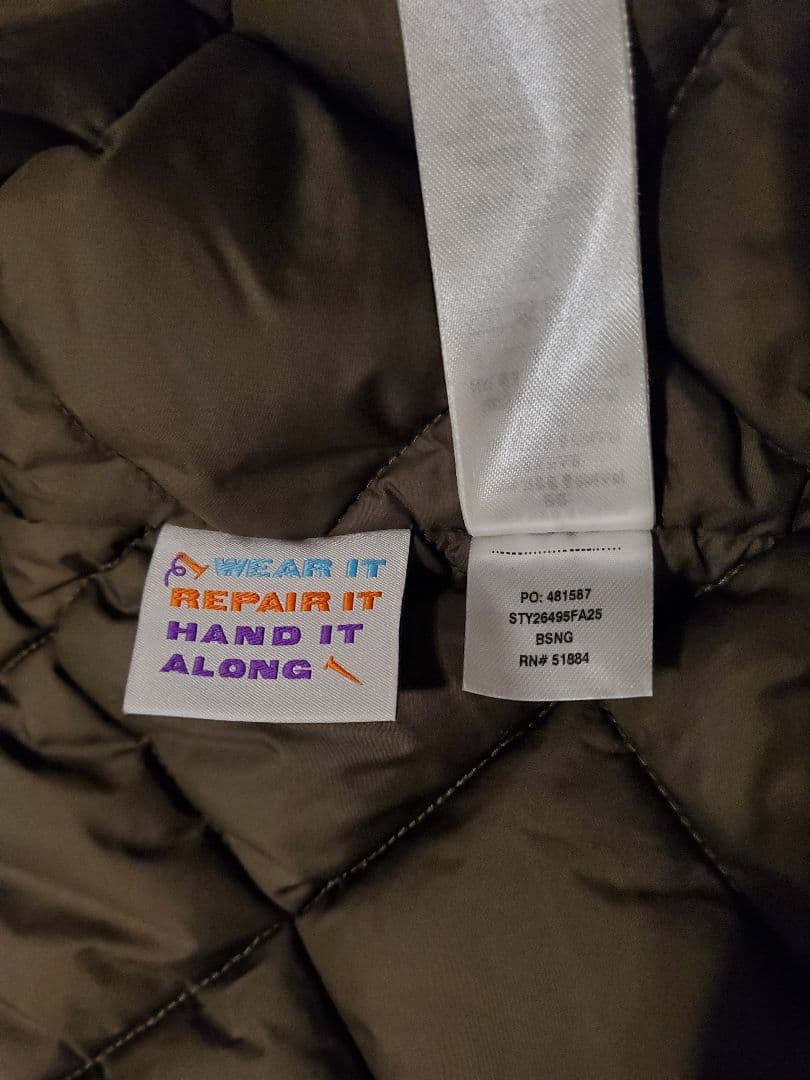 WEAR IT
REPAIR IT
HAND IT
ALONG
PO: 481587
STY26495FA25
BSNG
RN# 51884